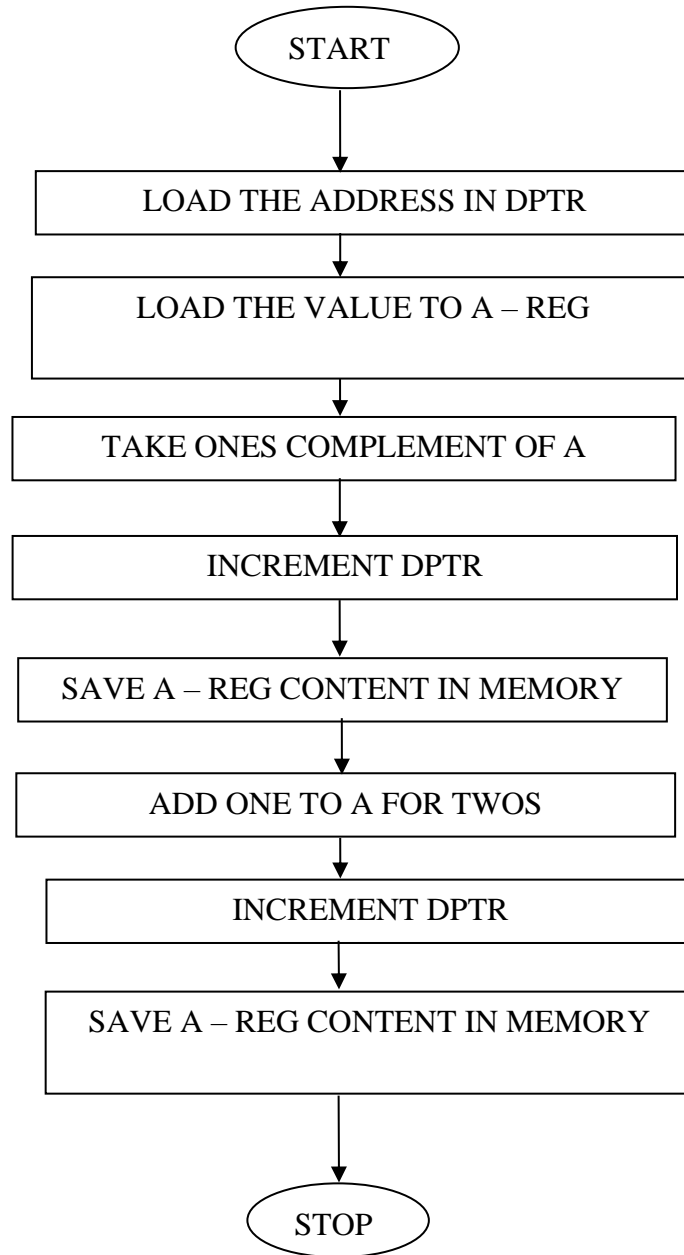 START
LOAD THE ADDRESS IN DPTR
LOAD THE VALUE TO A – REG
TAKE ONES COMPLEMENT OF A
INCREMENT DPTR
SAVE A – REG CONTENT IN MEMORY
ADD ONE TO A FOR TWOS
INCREMENT DPTR
SAVE A – REG CONTENT IN MEMORY
STOP